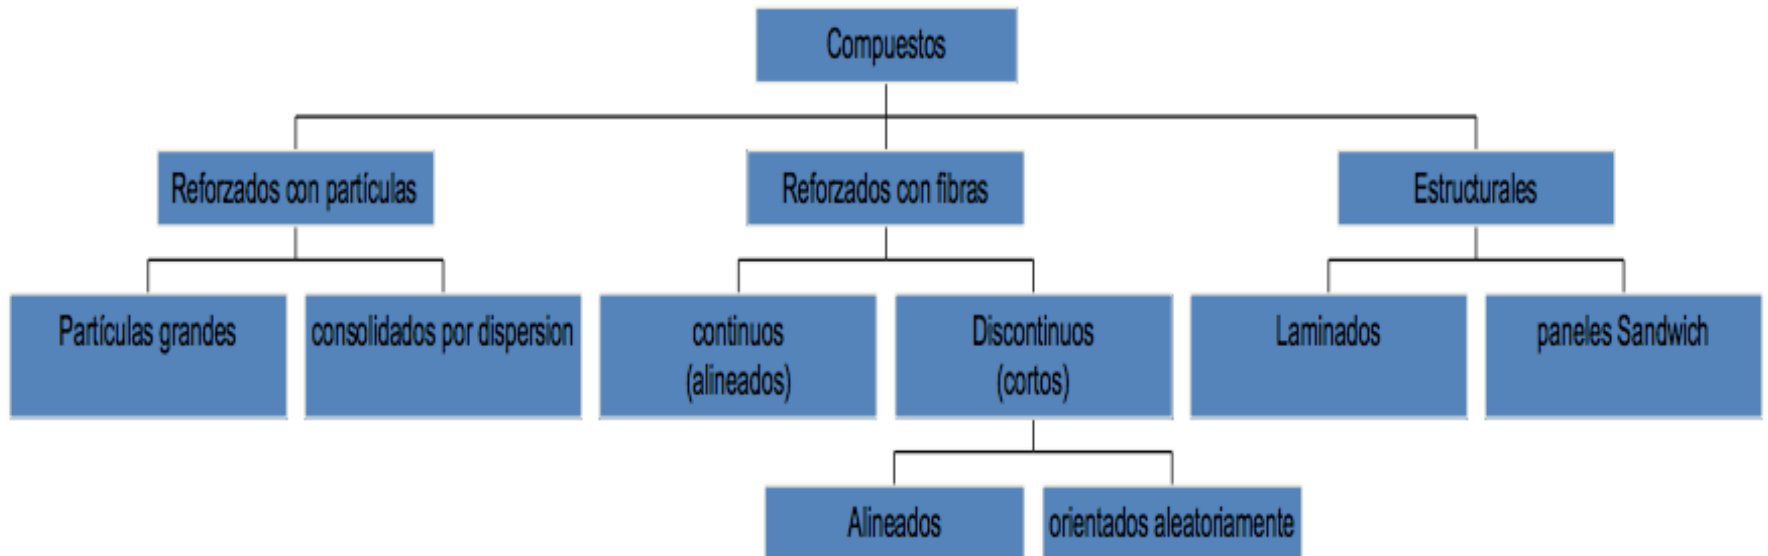 Compuestos
Reforzados con partículas
Reforzados con fibras
Estructurales
Partículas grandes
consolidados por dispersion
continuos
(alineados)
Discontinuos
(cortos)
Laminados
paneles Sandwich
Alineados
orientados aleatoriamente